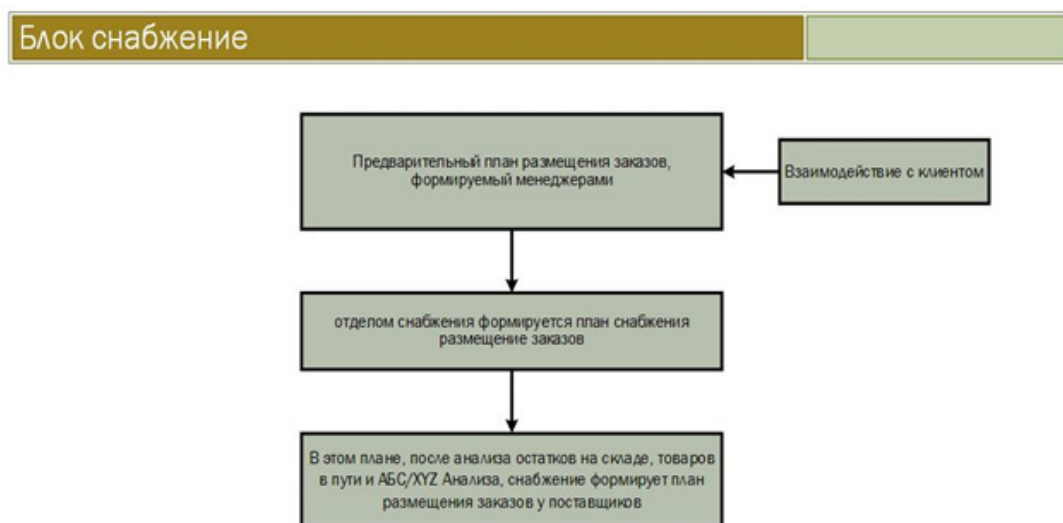 Блок снабжение
Предварительный план размещения заказов,
формируемый менеджерами
Взаимодействие с клиентом
отделом снабжения формируется план снабжения
размещение заказов
В этом плане, после анализа остатков на складе, товаров
в пути и АБС/XYZ Анализа, снабжение формирует план
размещения заказов у поставщиков